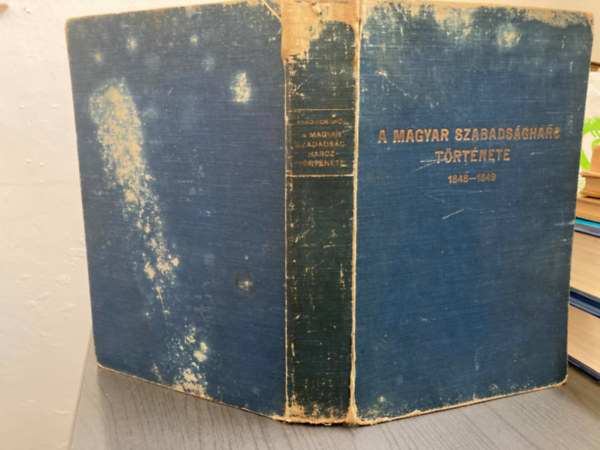 A MAGYAR
SZABADSÁG-
HARCZ
TÖRTÉNETE
A MAGYAR SZABADSÁGHARC
TÖRTÉNETE
1848—1849